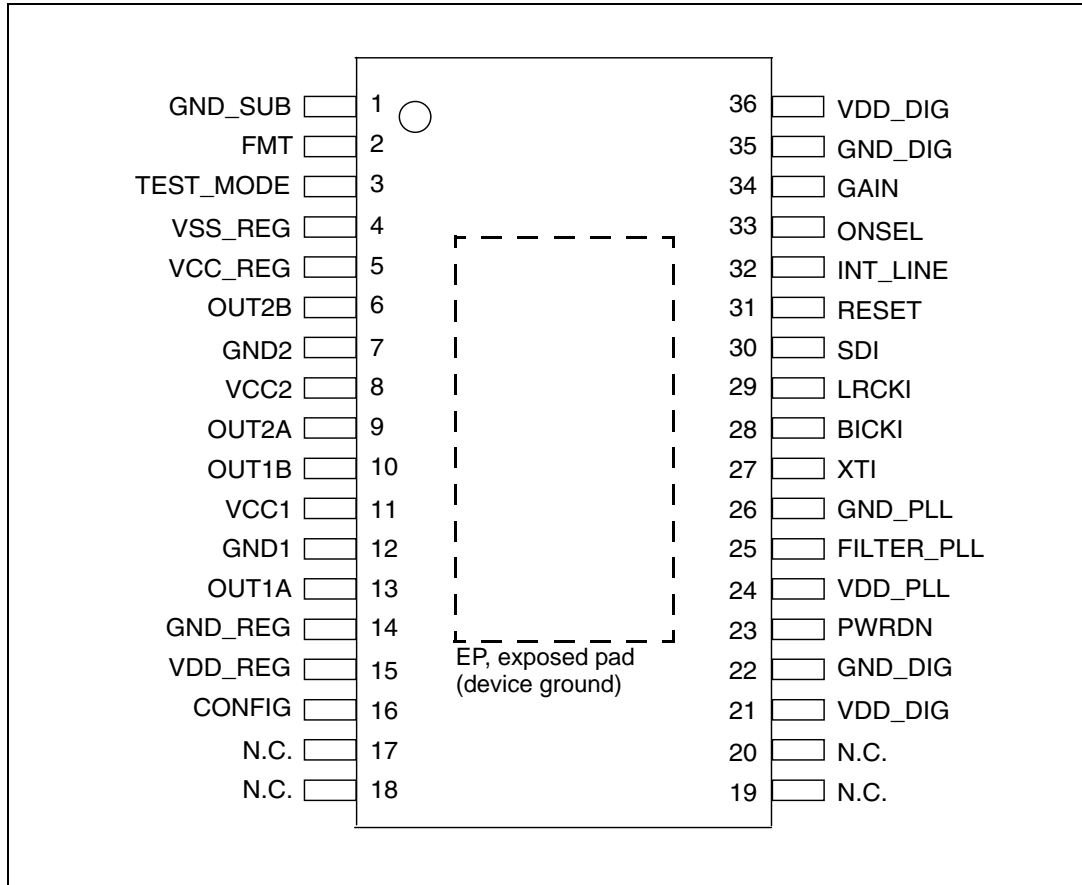 GND_SUB 1 36 VDD_DIG
FMT 2 35 GND_DIG
TEST_MODE 3 34 GAIN
VSS_REG 4 33 ONSEL
VCC_REG 5 32 INT_LINE
OUT2B 6 31 RESET
GND2 7 30 SDI
VCC2 8 29 LRCKI
OUT2A 9 28 BICKI
OUT1B 10 27 XTI
VCC1 11 26 GND_PLL
GND1 12 25 FILTER_PLL
OUT1A 13 24 VDD_PLL
GND_REG 14 23 PWRDN
EP, exposed pad
(device ground)
VDD_REG 15 22 GND_DIG
CONFIG 16 21 VDD_DIG
N.C. 17 20 N.C.
N.C. 18 19 N.C.